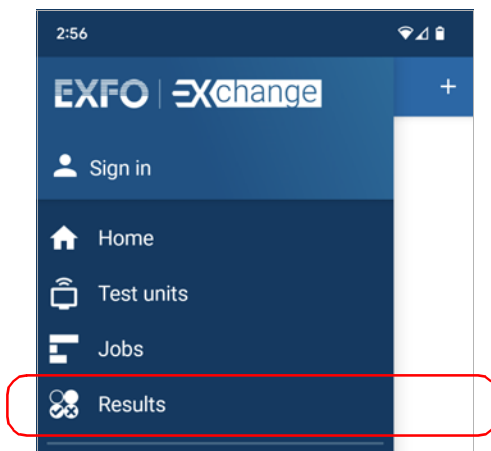 2:56
EXFO | EXchange
+
Sign in
Home
Test units
Jobs
Results